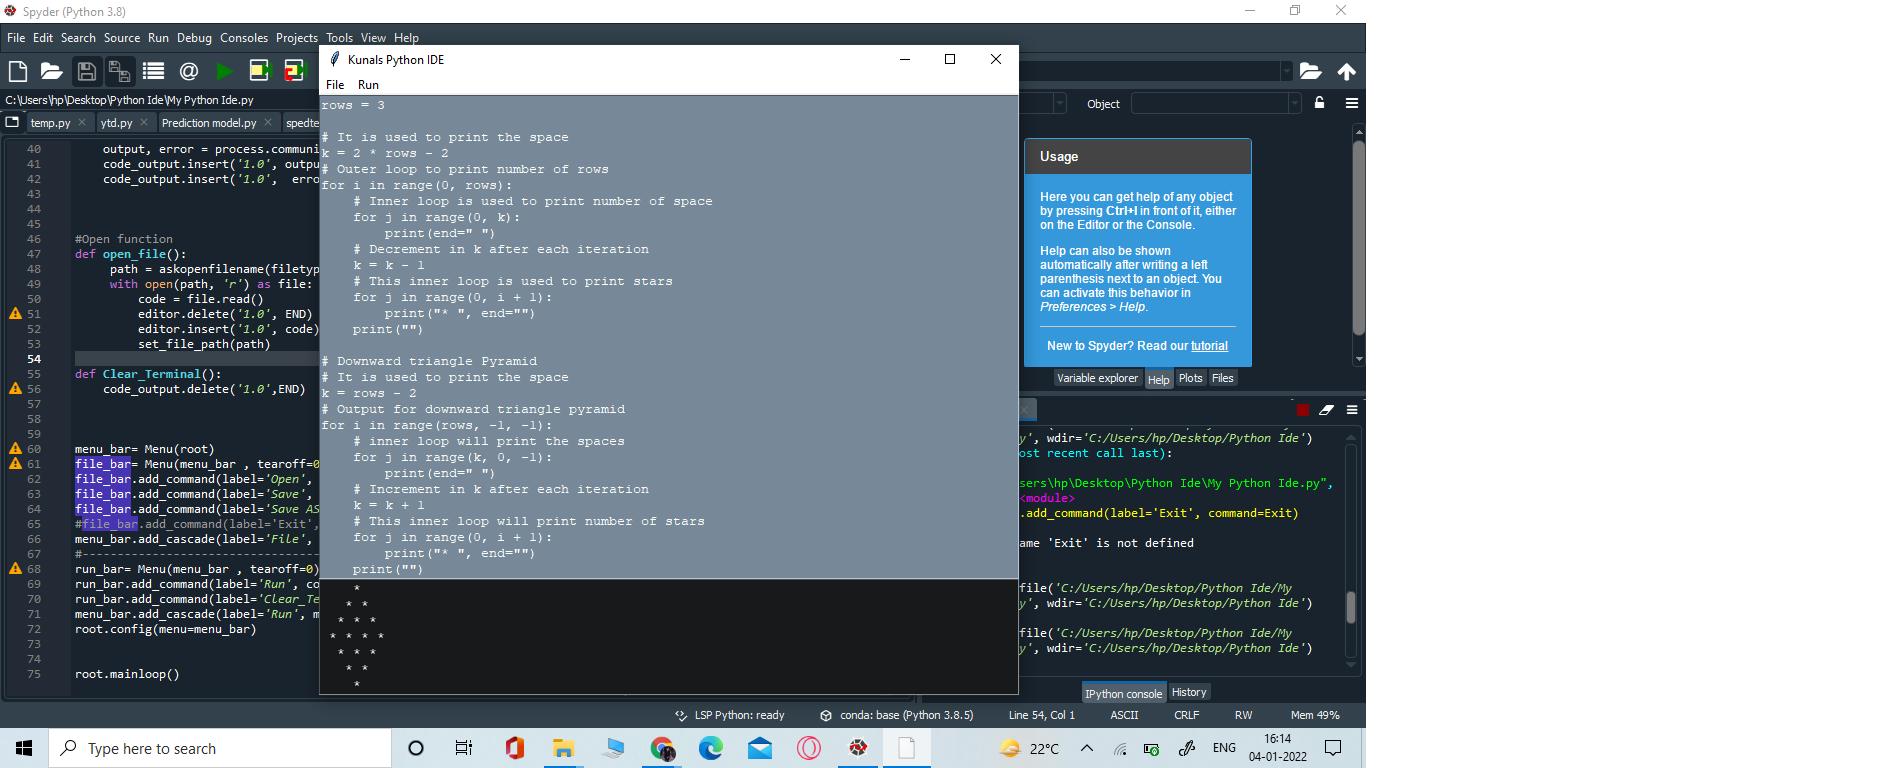 Spyder (Python 3.8)
File Edit Search Source Run Debug Consoles Projects Tools View Help
C:\Users\hp\Desktop\Python Ide\My Python Ide.py
temp.py
ytd.py
Prediction model.py
spedte
40 output, error = process.communi
41 code_output.insert('1.0', outpu
42 code_output.insert('1.0', erro
43
44
45
46 #Open function
47 def open_file():
48 path = askopenfilename(filetyp
49 with open(path, 'r') as file:
50 code = file.read()
51 editor.delete('1.0', END)
52 editor.insert('1.0', code)
53 set_file_path(path)
54
55 def Clear_Terminal():
56 code_output.delete('1.0',END)
57
58
59
60 menu_bar= Menu(root)
61 file_bar= Menu(menu_bar , tearoff=0
62 file_bar.add_command(label='Open',
63 file_bar.add_command(label='Save',
64 file_bar.add_command(label='Save AS
65 #file_bar.add_command(label='Exit',
66 menu_bar.add_cascade(label='File',
67 #----------------------------------
68 run_bar= Menu(menu_bar , tearoff=0)
69 run_bar.add_command(label='Run', co
70 run_bar.add_command(label='Clear_Te
71 menu_bar.add_cascade(label='Run', m
72 root.config(menu=menu_bar)
73
74
75 root.mainloop()
Kunals Python IDE
File Run
rows = 3
# It is used to print the space
k = 2 * rows - 2
# Outer loop to print number of rows
for i in range(0, rows):
    # Inner loop is used to print number of space
    for j in range(0, k):
        print(end=" ")
    # Decrement in k after each iteration
    k = k - 1
    # This inner loop is used to print stars
    for j in range(0, i + 1):
        print("* ", end="")
    print("")
# Downward triangle Pyramid
# It is used to print the space
k = rows - 2
# Output for downward triangle pyramid
for i in range(rows, -1, -1):
    # inner loop will print the spaces
    for j in range(k, 0, -1):
        print(end=" ")
    # Increment in k after each iteration
    k = k + 1
    # This inner loop will print number of stars
    for j in range(0, i + 1):
        print("* ", end="")
    print("")
    *
   * *
  * * *
 * * * *
  * * *
   * *
    *
Object
Usage
Here you can get help of any object
by pressing Ctrl+I in front of it, either
on the Editor or the Console.
Help can also be shown
automatically after writing a left
parenthesis next to an object. You
can activate this behavior in
Preferences > Help.
New to Spyder? Read our tutorial
Variable explorer Help Plots Files
y', wdir='C:/Users/hp/Desktop/Python Ide')
ost recent call last):
sers\hp\Desktop\Python Ide\My Python Ide.py",
<module>
.add_command(label='Exit', command=Exit)
ame 'Exit' is not defined
file('C:/Users/hp/Desktop/Python Ide/My
y', wdir='C:/Users/hp/Desktop/Python Ide')
file('C:/Users/hp/Desktop/Python Ide/My
y', wdir='C:/Users/hp/Desktop/Python Ide')
IPython console History
LSP Python: ready conda: base (Python 3.8.5) Line 54, Col 1 ASCII CRLF RW Mem 49%
Type here to search
22°C
ENG
16:14
04-01-2022